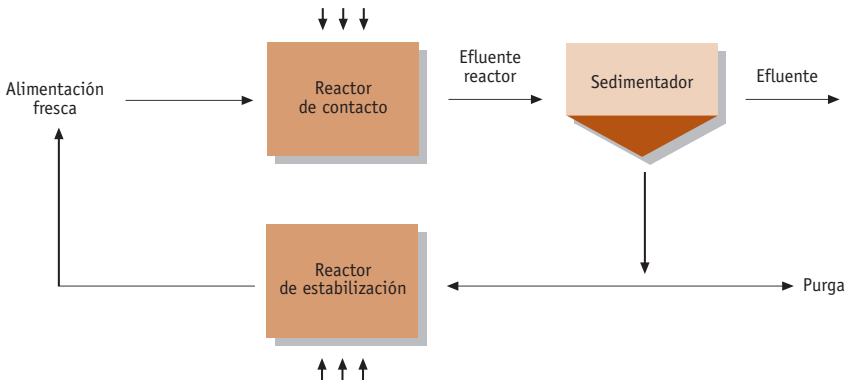 Alimentación
fresca
Reactor
de contacto
Efluente
reactor
Sedimentador
Efluente
Reactor
de estabilización
Purga